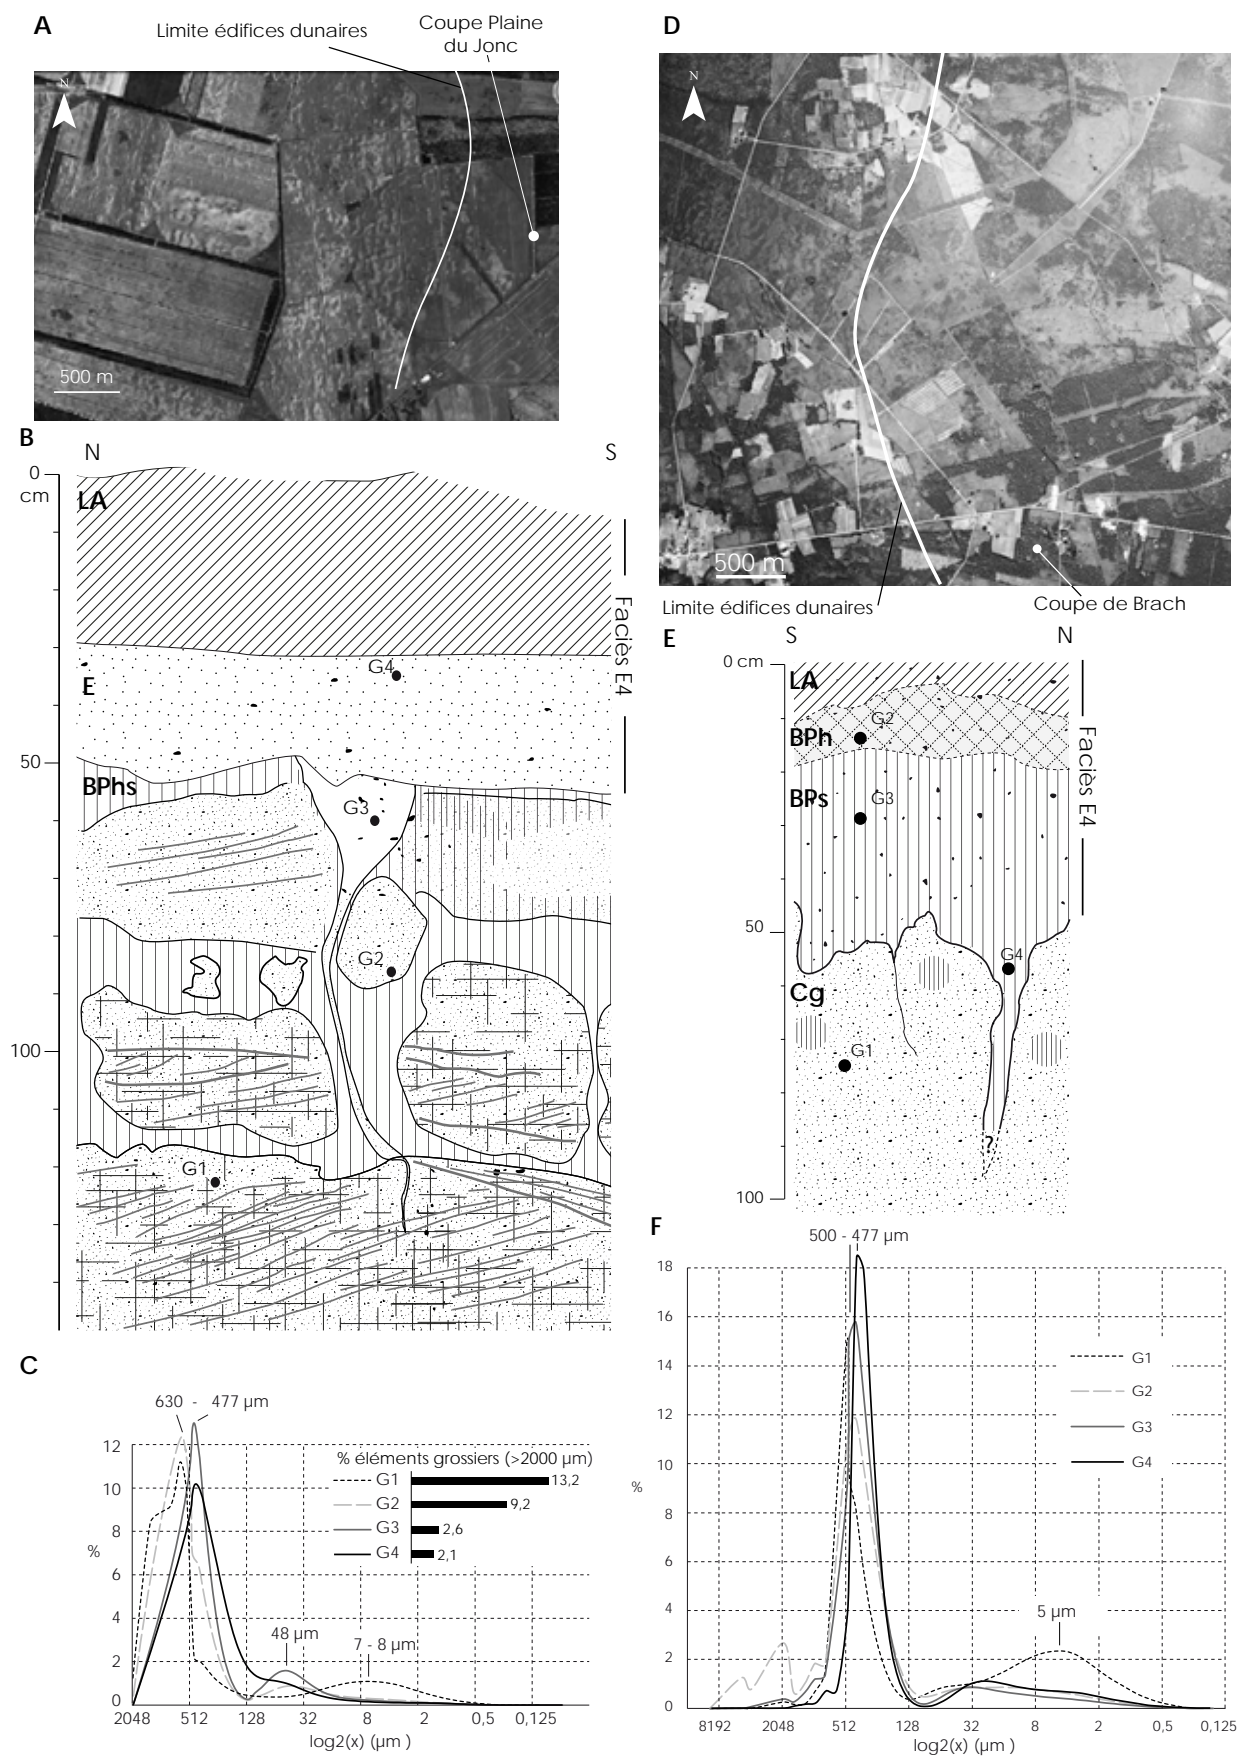 A
Limite édifices dunaires
Coupe Plaine
du Jonc
N
500 m
D
N
500 m
Limite édifices dunaires
Coupe de Brach
B
N
S
0
cm
50
100
LA
E
BPhs
G4
G3
G2
G1
Faciès E4
E
S
N
0 cm
50
100
LA
BPh
BPs
Cg
G2
G3
G4
G1
?
Faciès E4
C
630 - 477 µm
% éléments grossiers (>2000 µm)
G1
13,2
G2
9,2
G3
2,6
G4
2,1
48 µm
7 - 8 µm
%
12
10
8
6
4
2
0
2048
512
128
32
8
2
0,5
0,125
log2(x) (µm )
F
500 - 477 µm
G1
G2
G3
G4
5 µm
%
18
16
14
12
10
8
6
4
2
0
8192
2048
512
128
32
8
2
0,5
0,125
log2(x) (µm )